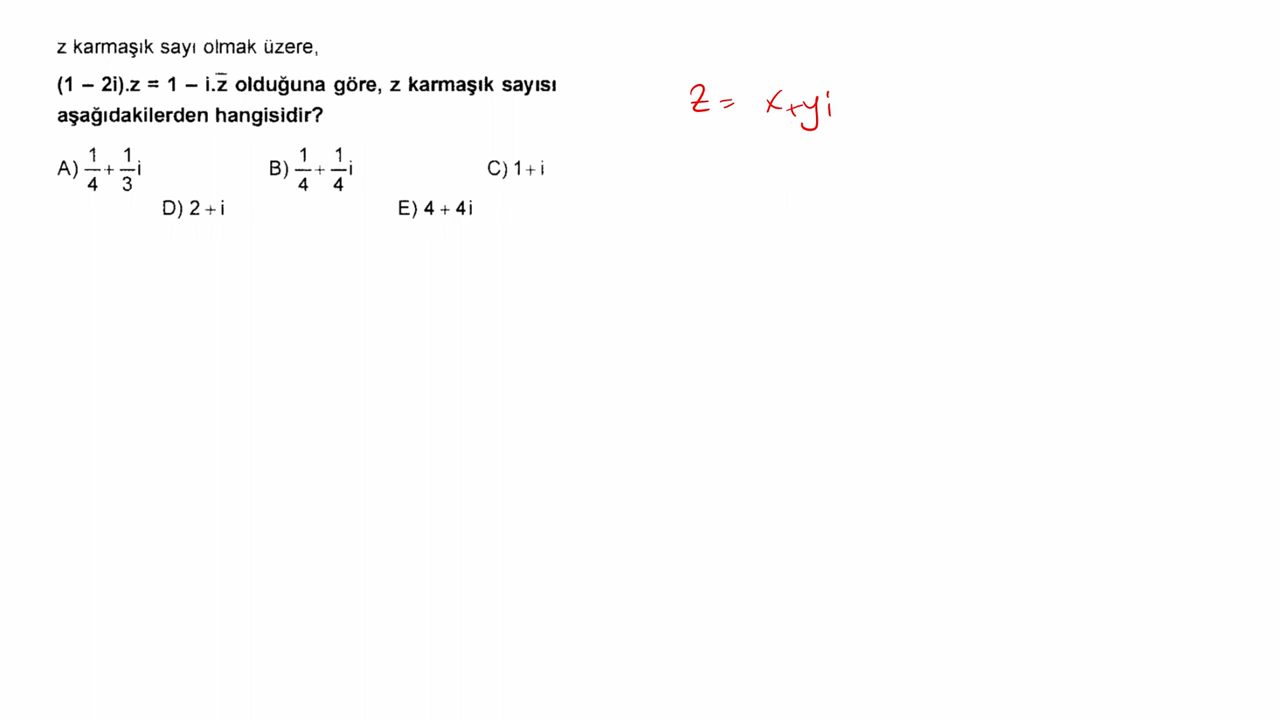 z karmaşık sayı olmak üzere,
(1 – 2i).z = 1 – i.z̅ olduğuna göre, z karmaşık sayısı
aşağıdakilerden hangisidir?
A) 1/4 + 1/3 i B) 1/4 + 1/4 i C) 1 + i
D) 2 + i E) 4 + 4i
z = x + yi